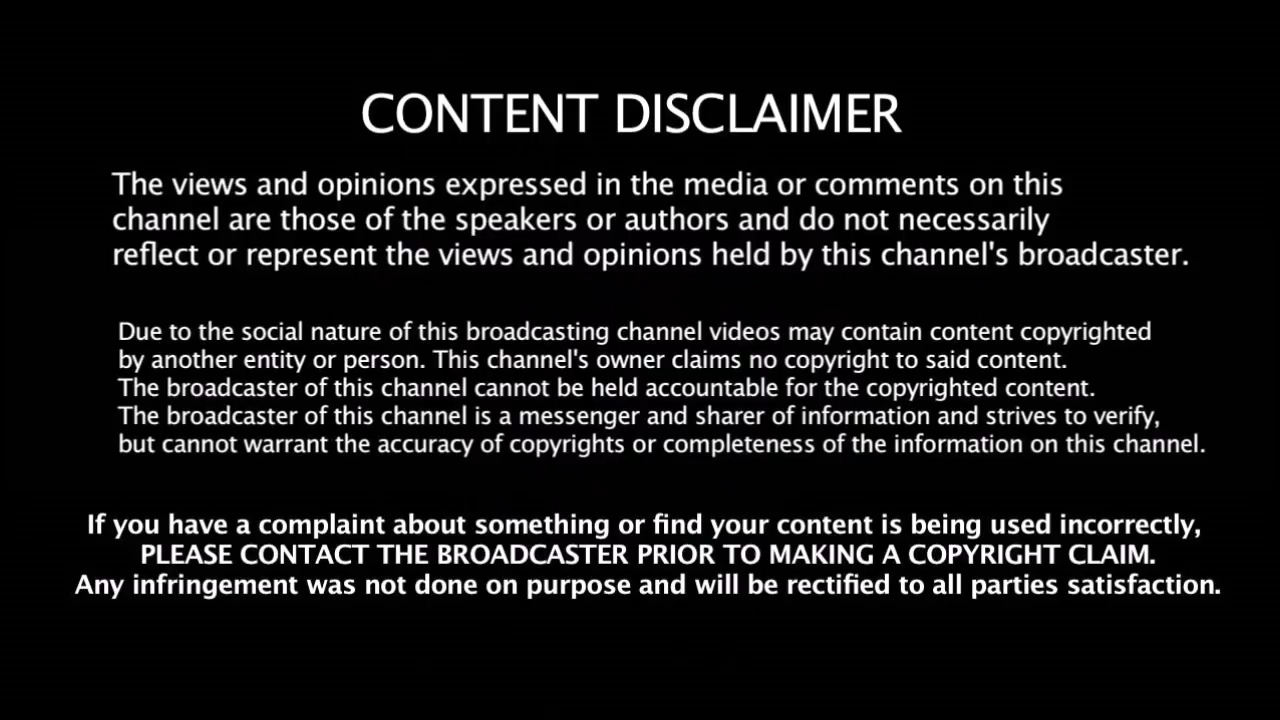 CONTENT DISCLAIMER
The views and opinions expressed in the media or comments on this
channel are those of the speakers or authors and do not necessarily
reflect or represent the views and opinions held by this channel's broadcaster.
Due to the social nature of this broadcasting channel videos may contain content copyrighted
by another entity or person. This channel's owner claims no copyright to said content.
The broadcaster of this channel cannot be held accountable for the copyrighted content.
The broadcaster of this channel is a messenger and sharer of information and strives to verify,
but cannot warrant the accuracy of copyrights or completeness of the information on this channel.
If you have a complaint about something or find your content is being used incorrectly,
PLEASE CONTACT THE BROADCASTER PRIOR TO MAKING A COPYRIGHT CLAIM.
Any infringement was not done on purpose and will be rectified to all parties satisfaction.